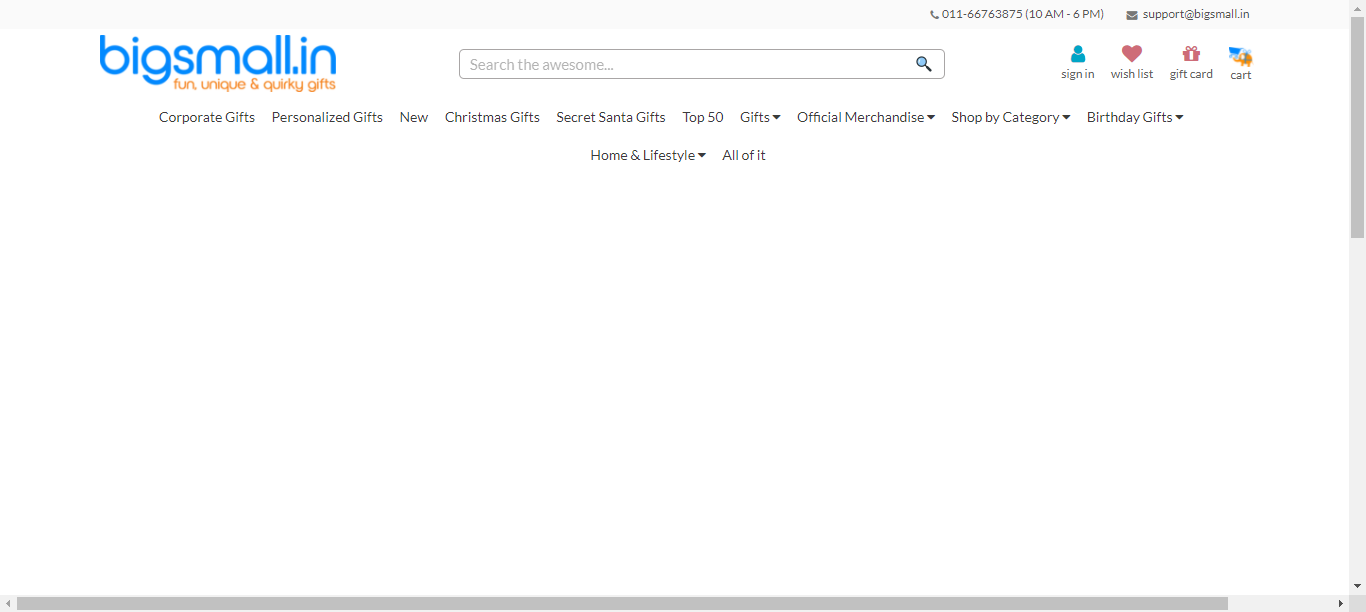 011-66763875 (10 AM - 6 PM) support@bigsmall.in
bigsmall.in
fun, unique & quirky gifts
Search the awesome...
sign in wish list gift card cart
Corporate Gifts Personalized Gifts New Christmas Gifts Secret Santa Gifts Top 50 Gifts Official Merchandise Shop by Category Birthday Gifts
Home & Lifestyle All of it